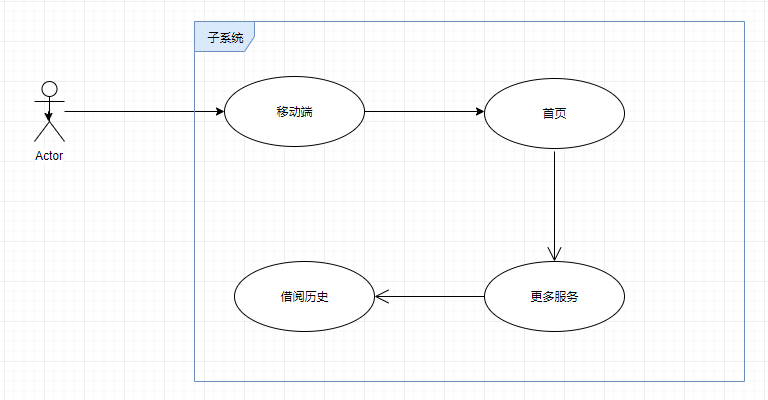 子系统
移动端
首页
Actor
借阅历史
更多服务